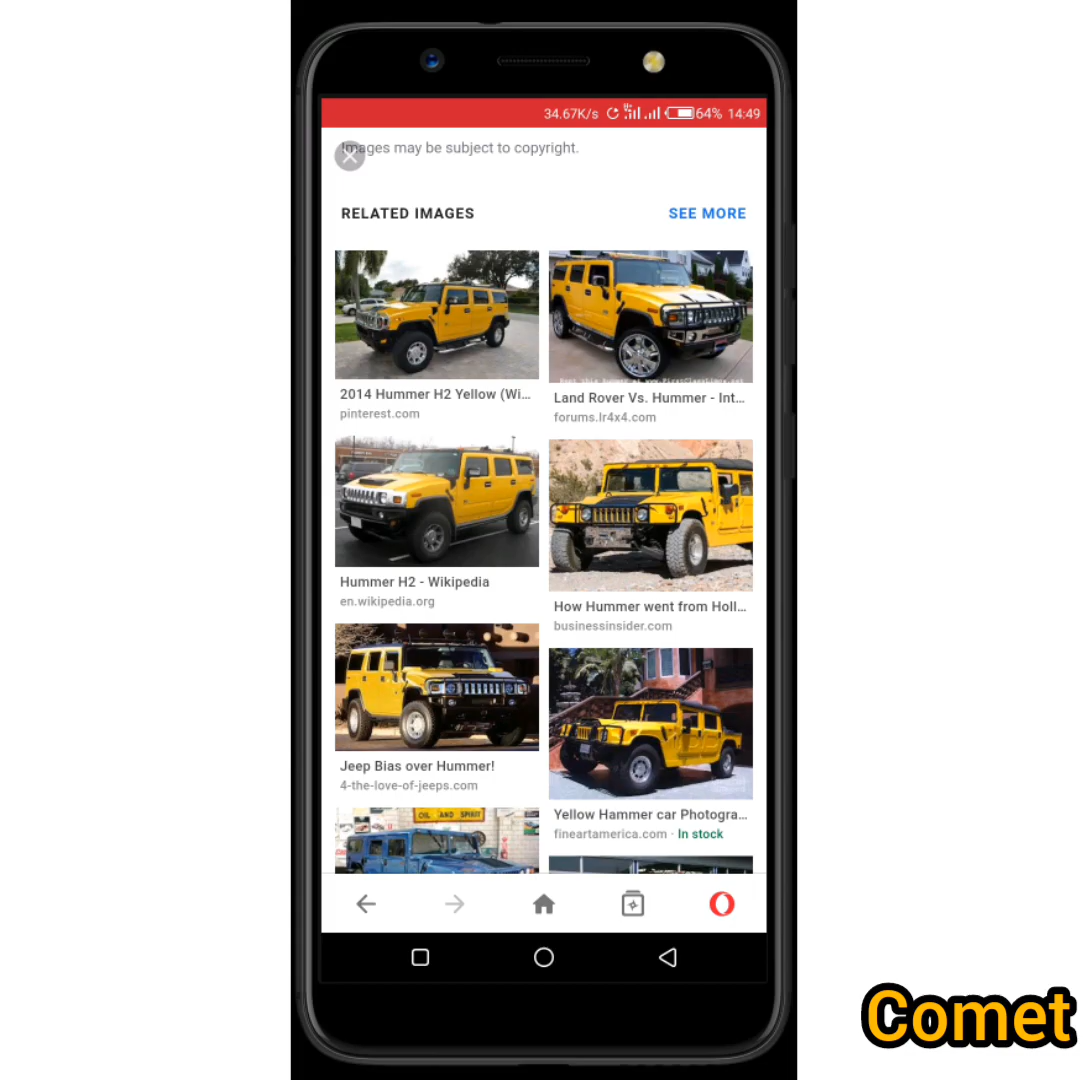 34.67K/s 64% 14:49
Images may be subject to copyright.
RELATED IMAGES SEE MORE
2014 Hummer H2 Yellow (Wi...
pinterest.com
Land Rover Vs. Hummer - Int...
forums.lr4x4.com
Hummer H2 - Wikipedia
en.wikipedia.org
How Hummer went from Holl...
businessinsider.com
Jeep Bias over Hummer!
4-the-love-of-jeeps.com
Yellow Hammer car Photogra...
fineartamerica.com · In stock
OIL AND SPIRIT
Comet